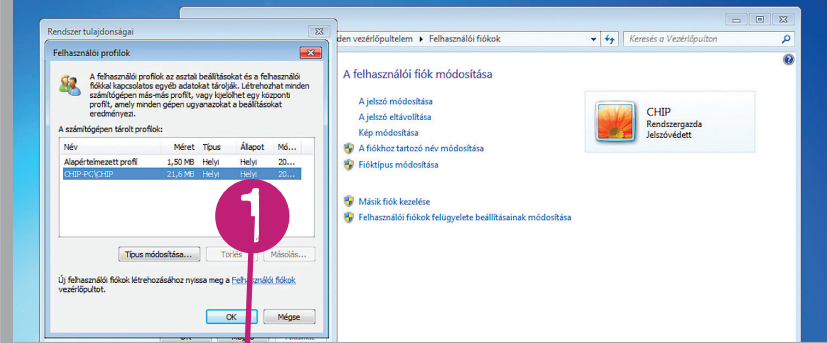 Rendszer tulajdonságai
Felhasználói profilok
A felhasználói profilok az asztali beállításokat és a felhasználói
fiókkal kapcsolatos egyéb adatokat tárolják. Létrehozhat minden
számítógépen más-más profilt, vagy kijelölhet egy központi
profilt, amely minden gépen ugyanazokat a beállításokat
eredményezi.
A számítógépen tárolt profilok:
Név Méret Típus Állapot Mó...
Alapértelmezett profil 1,50 MB Helyi Helyi 20...
CHIP-PC\CHIP 21,6 MB Helyi Helyi 20...
1
Típus módosítása... Törlés Másolás...
Új felhasználói fiókok létrehozásához nyissa meg a Felhasználói fiókok
vezérlőpultot.
OK Mégse
den vezérlőpultelem Felhasználói fiókok
Keresés a Vezérlőpulton
A felhasználói fiók módosítása
A jelszó módosítása
A jelszó eltávolítása
Kép módosítása
A fiókhoz tartozó név módosítása
Fióktípus módosítása
Másik fiók kezelése
Felhasználói fiókok felügyelete beállításainak módosítása
CHIP
Rendszergazda
Jelszóvédett